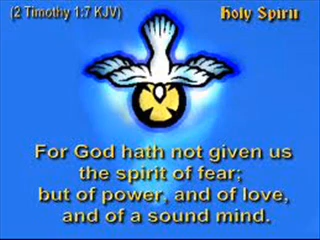 (2 Timothy 1:7 KJV) Holy Spirit
For God hath not given us
the spirit of fear;
but of power, and of love,
and of a sound mind.